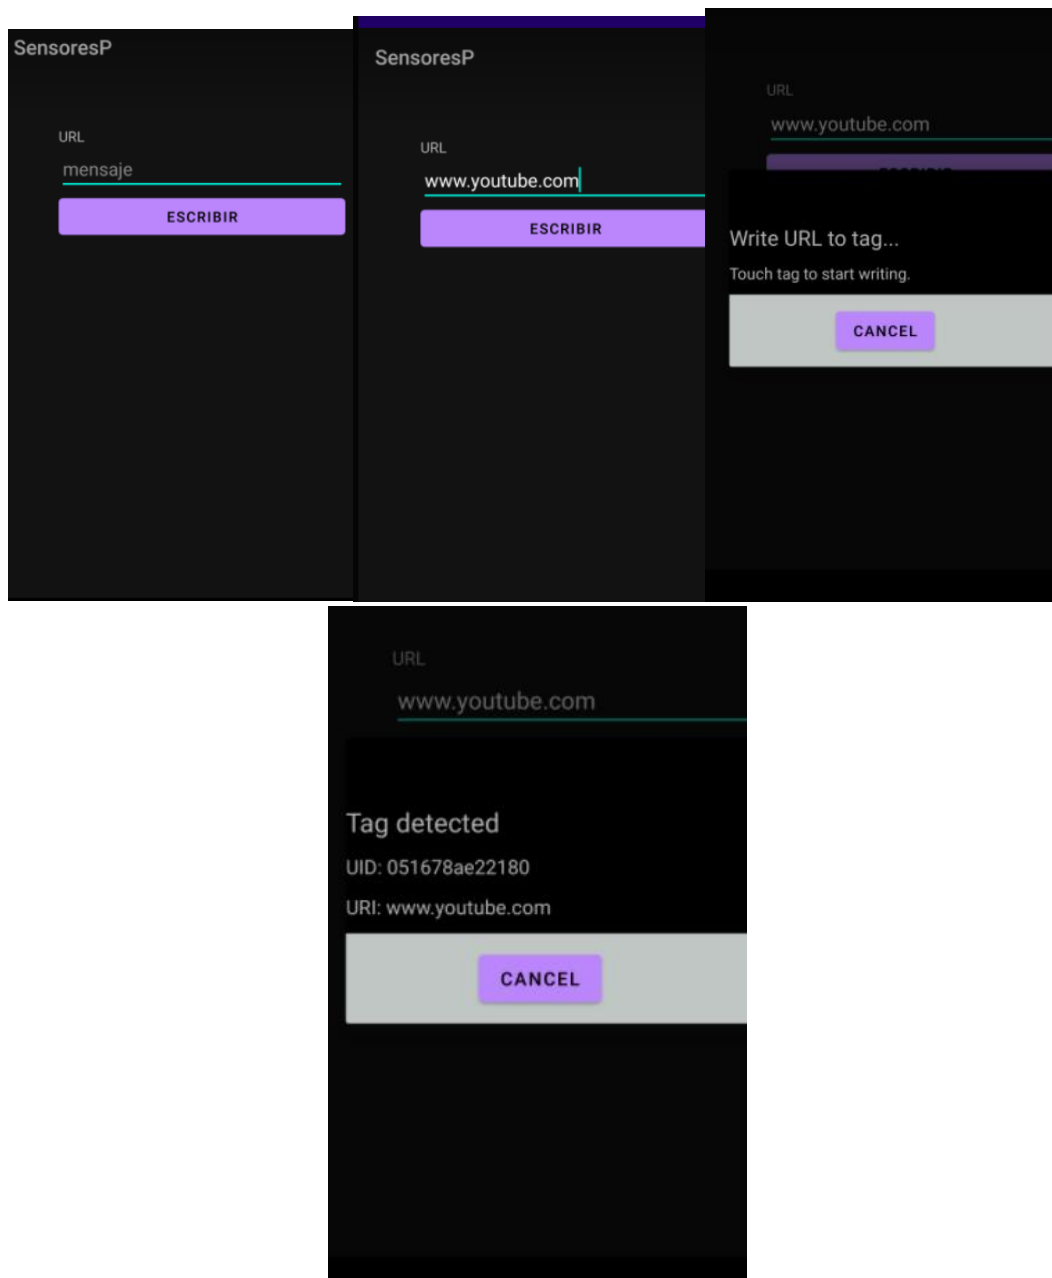 SensoresP
URL
mensaje
ESCRIBIR
SensoresP
URL
www.youtube.com
ESCRIBIR
URL
www.youtube.com
ESCRIBIR
Write URL to tag...
Touch tag to start writing.
CANCEL
URL
www.youtube.com
Tag detected
UID: 051678ae22180
URI: www.youtube.com
CANCEL